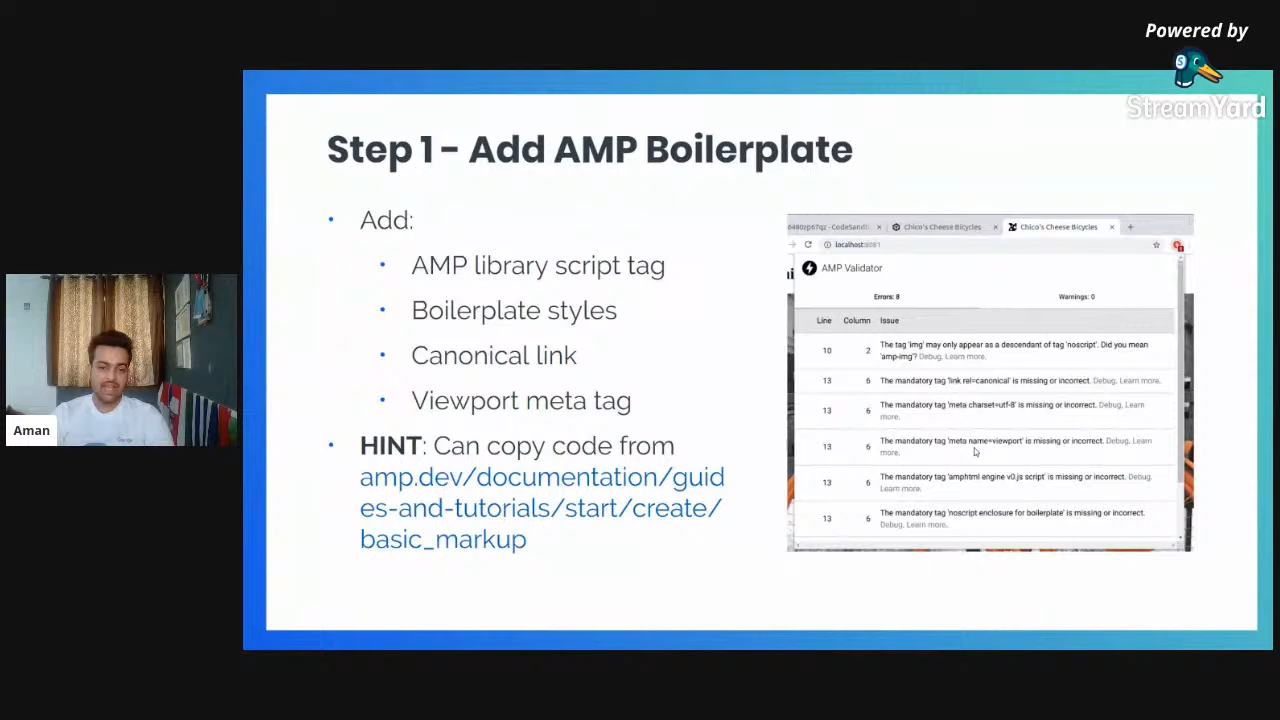 Powered by
StreamYard
Step 1 - Add AMP Boilerplate
• Add:
• AMP library script tag
• Boilerplate styles
• Canonical link
• Viewport meta tag
• HINT: Can copy code from
amp.dev/documentation/guid
es-and-tutorials/start/create/
basic_markup
Chico's Cheese Bicycles
Chico's Cheese Bicycles
localhost:8081
AMP Validator
Errors: 8
Warnings: 0
Line Column Issue
10 2 The tag 'img' may only appear as a descendant of tag 'noscript'. Did you mean
'amp-img'? Debug. Learn more.
13 6 The mandatory tag 'link rel=canonical' is missing or incorrect. Debug. Learn more.
13 6 The mandatory tag 'meta charset=utf-8' is missing or incorrect. Debug. Learn
more.
13 6 The mandatory tag 'meta name=viewport' is missing or incorrect. Debug. Learn
more.
13 6 The mandatory tag 'amphtml engine v0.js script' is missing or incorrect. Debug.
Learn more.
13 6 The mandatory tag 'noscript enclosure for boilerplate' is missing or incorrect.
Debug. Learn more.
Aman